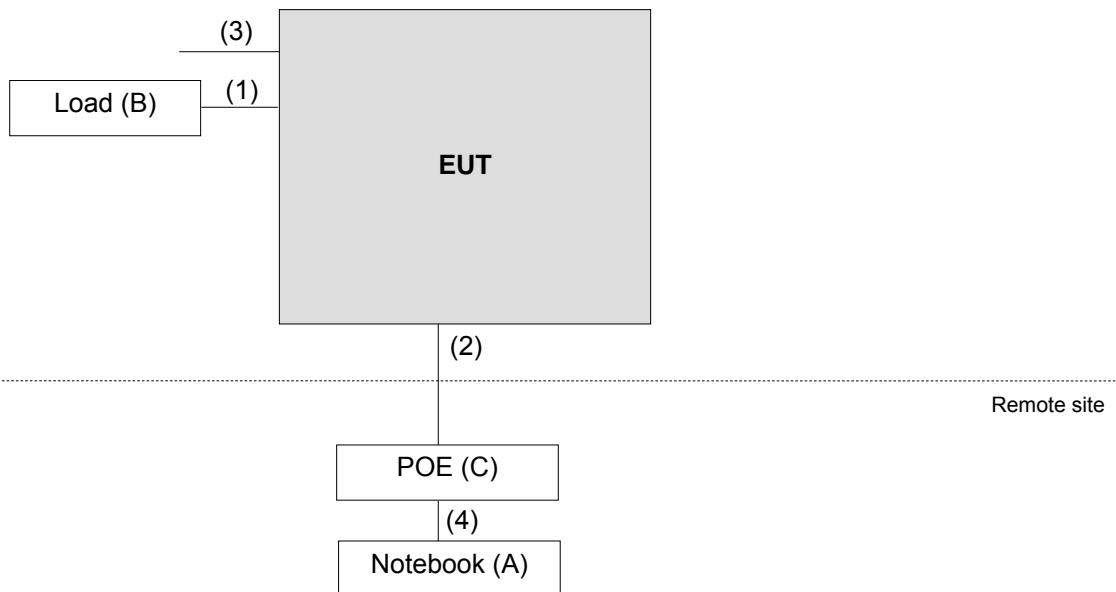 (3)
Load (B)
(1)
EUT
(2)
Remote site
POE (C)
(4)
Notebook (A)